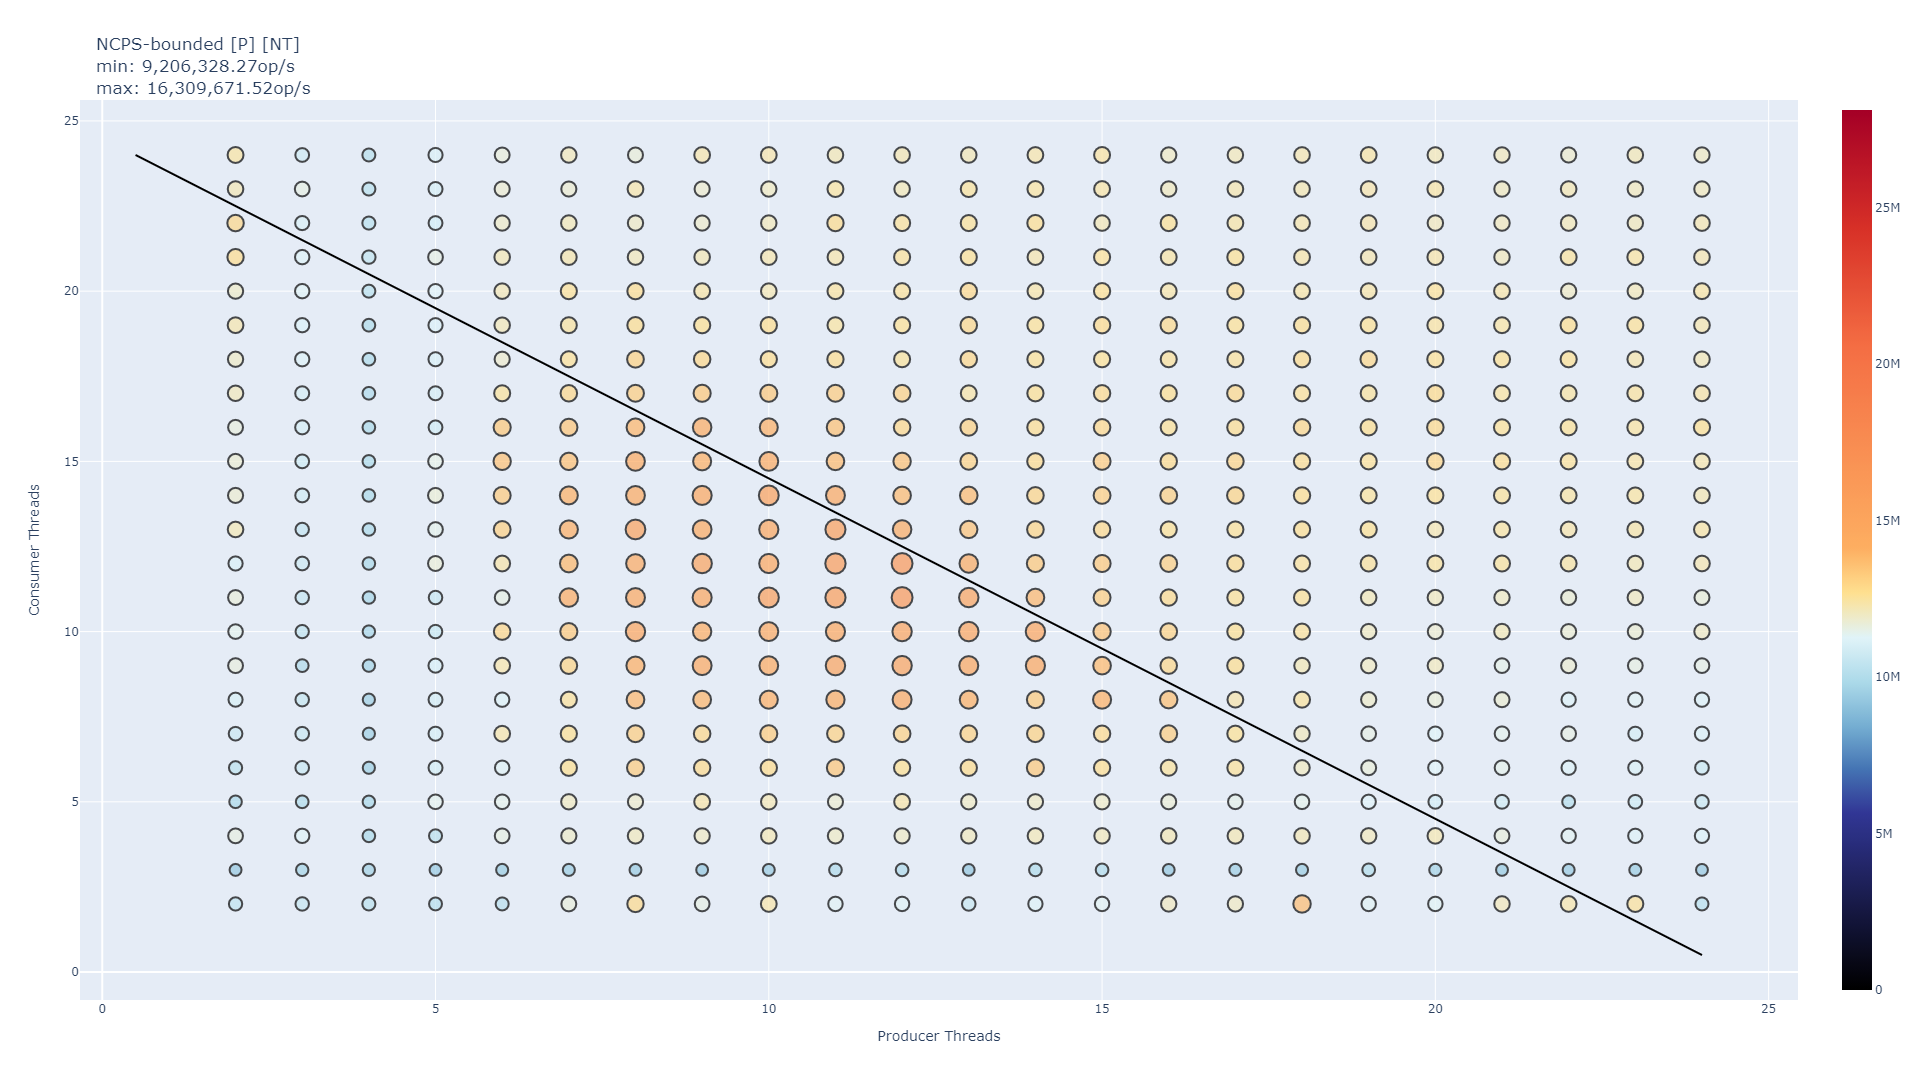 NCPS-bounded [P] [NT]
min: 9,206,328.27op/s
max: 16,309,671.52op/s
25
20
15
10
5
0
Consumer Threads
0
5
10
15
20
25
Producer Threads
25M
20M
15M
10M
5M
0